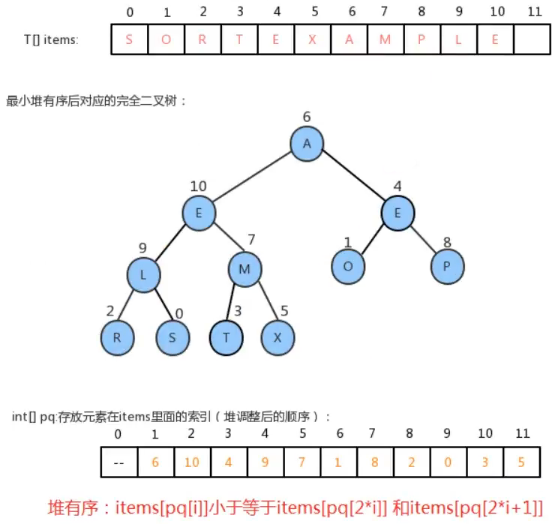 0 1 2 3 4 5 6 7 8 9 10 11
T[] items: S O R T E X A M P L E
最小堆有序后对应的完全二叉树：
6
A
10 4
E E
9 7 1 8
L M O P
2 0 3 5
R S T X
int[] pq:存放元素在items里面的索引（堆调整后的顺序）：
0 1 2 3 4 5 6 7 8 9 10 11
-- 6 10 4 9 7 1 8 2 0 3 5
堆有序：items[pq[i]]小于等于items[pq[2*i]] 和items[pq[2*i+1]]